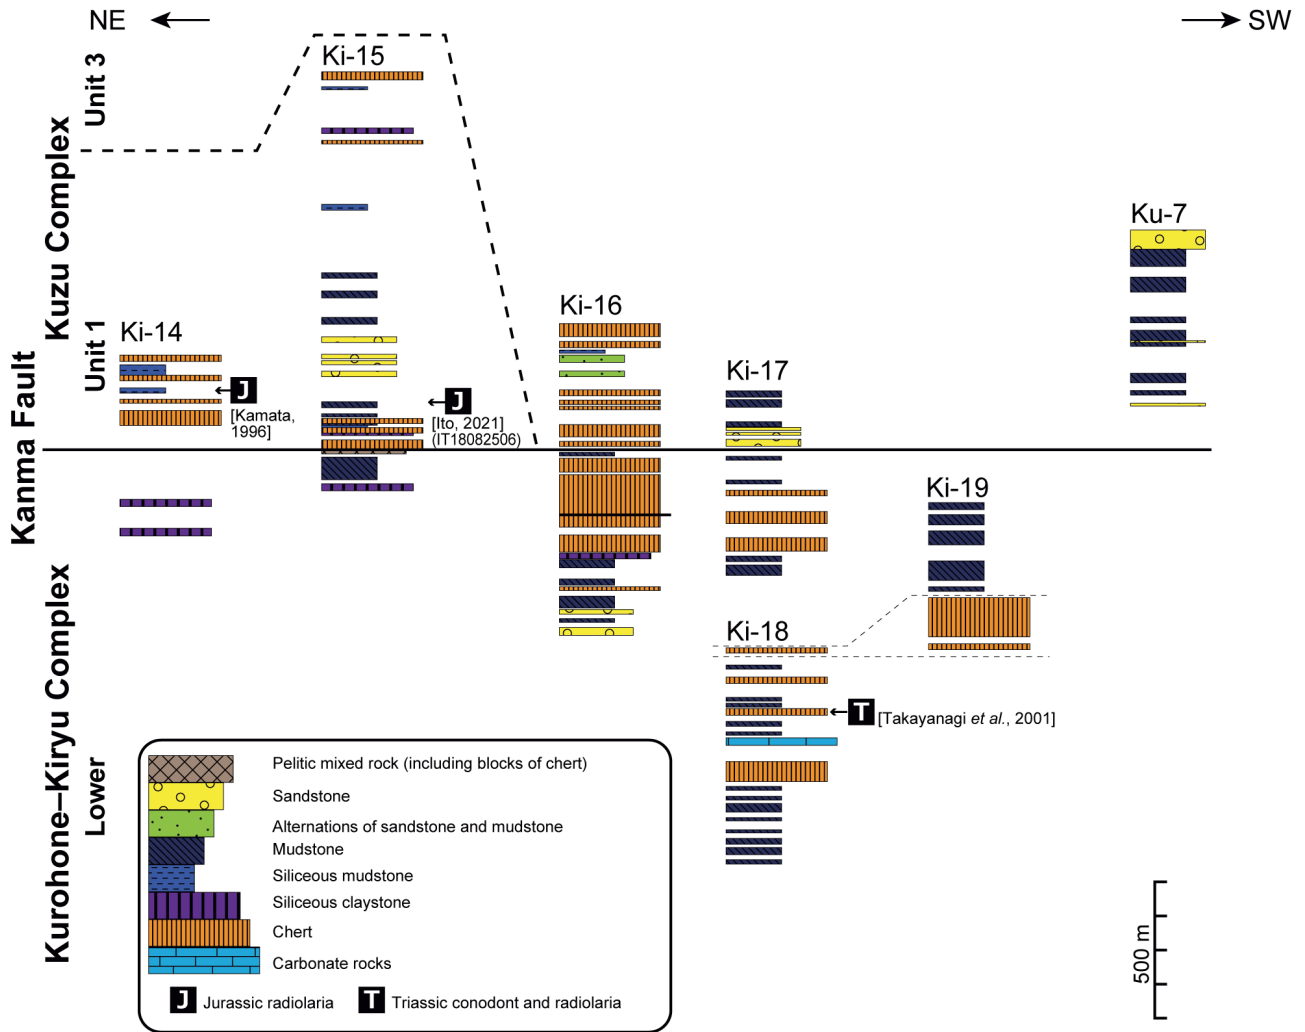 NE
SW
Ki-15
Unit 3
Kuzu Complex
Ku-7
Ki-16
Ki-14
Unit 1
Ki-17
J
[Kamata,
1996]
J
[Ito, 2021]
(IT18082506)
Kanma Fault
Ki-19
Ki-18
T
[Takayanagi et al., 2001]
Kurohone–Kiryu Complex
Lower
Pelitic mixed rock (including blocks of chert)
Sandstone
Alternations of sandstone and mudstone
Mudstone
Siliceous mudstone
Siliceous claystone
Chert
Carbonate rocks
J Jurassic radiolaria
T Triassic conodont and radiolaria
500 m